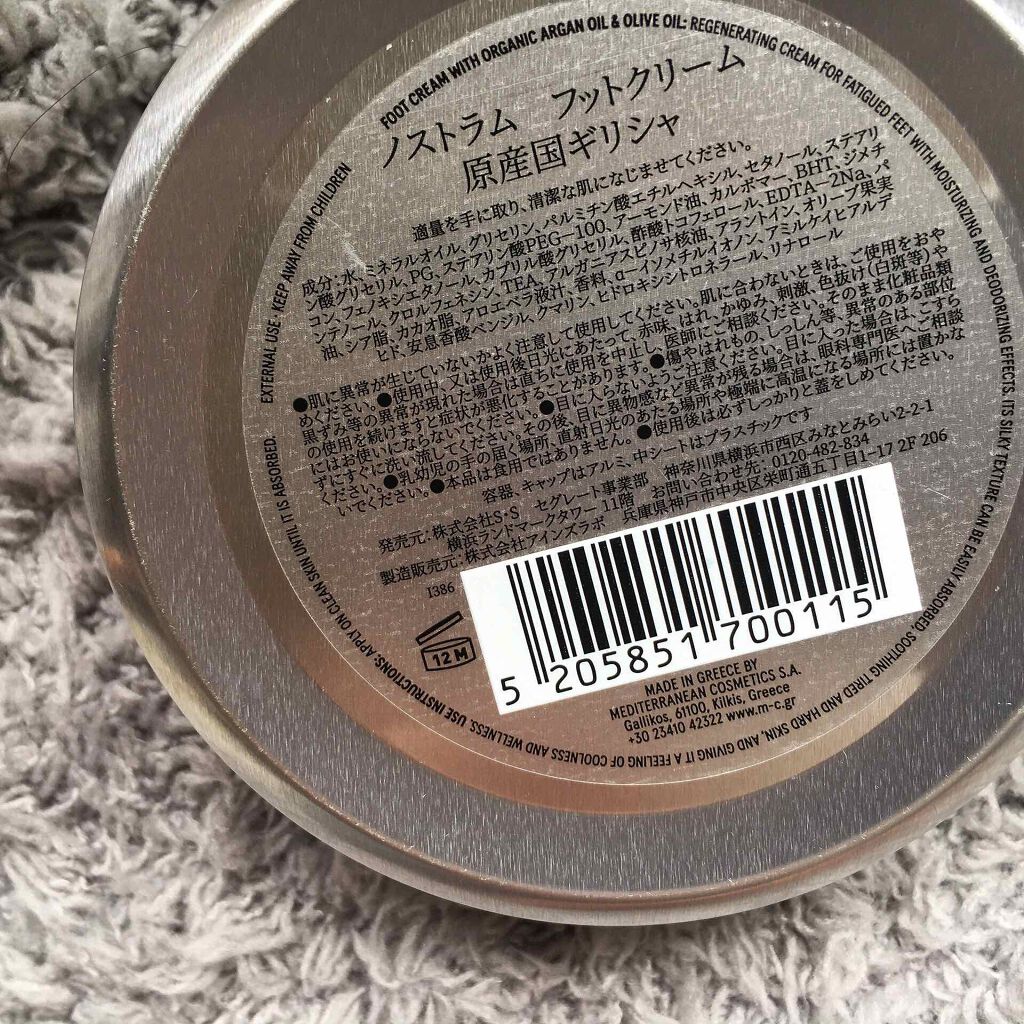 FOOT CREAM WITH ORGANIC ARGAN OIL & OLIVE OIL: REGENERATING CREAM FOR FATIGUED FEET WITH MOISTURIZING AND DEODORIZING EFFECTS. ITS SILKY TEXTURE CAN BE EASILY ABSORBED, SOOTHING TIRED AND HARD SKIN, AND GIVING IT A FEELING OF COOLNESS AND WELLNESS. USE INSTRUCTIONS: APPLY ON CLEAN SKIN UNTIL IT IS ABSORBED. EXTERNAL USE KEEP AWAY FROM CHILDREN
ノストラム フットクリーム
原産国ギリシャ
適量を手に取り、清潔な肌になじませてください。
成分:水、ミネラルオイル、グリセリン、パルミチン酸エチルヘキシル、セタノール、ステアリ
ン酸グリセリル、PG、ステアリン酸PEG-100、アーモンド油、カルボマー、BHT、ジメチ
コン、フェノキシエタノール、カプリル酸グリセリル、酢酸トコフェロール、EDTA-2Na、パ
ンテノール、クロルフェネシン、TEA、アルガニアスピノサ核油、アラントイン、オリーブ果実
油、シア脂、カカオ脂、アロエベラ液汁、香料、α-インメチルイオノン、アミルケイヒアルデ
ヒド、安息香酸ベンジル、クマリン、ヒドロキシシトロネラール、リナロール
●肌に異常が生じていないかよく注意して使用してください。肌に合わないときは、ご使用をおや
めください。●使用中、又は使用後日光にあたって、赤味、はれ、かゆみ、刺激、色抜け(白斑等)や
黒ずみ等の異常が現れた場合は直ちに使用を中止し、医師にご相談ください。そのまま化粧品類
の使用を続けますと症状が悪化することがあります。●傷やはれもの、しっしん等、異常のある部位
にはお使いにならないでください。●目に入らないようご注意ください。目に入った場合は、こすら
ずにすぐに洗い流してください。その後、目に異物感など異常が残る場合は、眼科専門医へご相談
ください。●乳幼児の手の届く場所、直射日光のあたる場所や極端に高温になる場所には置かな
いでください。●本品は食用ではありません。●使用後は必ずしっかりと蓋をしめてください。
容器、キャップはアルミ、中シートはプラスチックです
発売元:株式会社S・S セグレート事業部 神奈川県横浜市西区みなとみらい2-2-1
横浜ランドマークタワー 11階 お問い合わせ先:0120-482-834
製造販売元:株式会社アインズラボ 兵庫県神戸市中央区栄町通五丁目1-17 2F 206
I386
12 M
5 205851 700115
MADE IN GREECE BY
MEDITERRANEAN COSMETICS S.A.
Gallikos, 61100, Kilkis, Greece
+30 23410 42322 www.m-c.gr